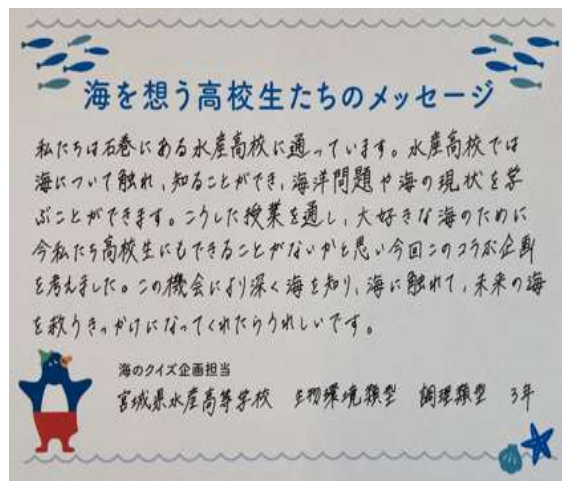 海を想う高校生たちのメッセージ
私たちは石巻にある水産高校に通っています。水産高校では
海について触れ、知ることができ、海洋問題や海の現状を学
ぶことができます。こうした授業を通し、大好きな海のために
今私たち高校生にもできることがないかと思い今回このコラボ企画
を考えました。この機会により深く海を知り、海に触れて、未来の海
を救うきっかけになってくれたらうれしいです。
海のクイズ企画担当
宮城県水産高等学校 生物環境類型 調理類型 3年